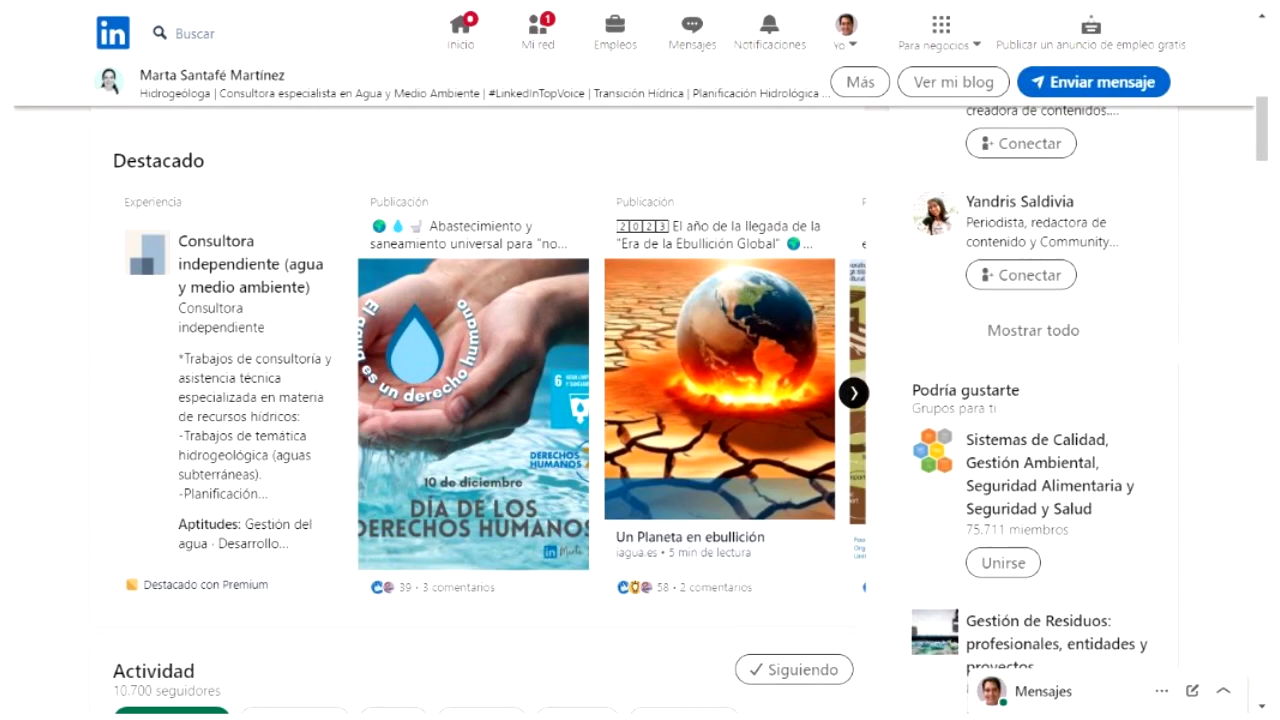 in
Buscar
Inicio
1
Mi red
Empleos
Mensajes
Notificaciones
Yo
Para negocios
Publicar un anuncio de empleo gratis
Marta Santafé Martínez
Hidrogeóloga | Consultora especialista en Agua y Medio Ambiente | #LinkedInTopVoice | Transición Hídrica | Planificación Hidrológica ...
Más
Ver mi blog
Enviar mensaje
Destacado
Experiencia
Consultora
independiente (agua
y medio ambiente)
Consultora
independiente
*Trabajos de consultoría y
asistencia técnica
especializada en materia
de recursos hídricos:
-Trabajos de temática
hidrogeológica (aguas
subterráneas).
-Planificación...
Aptitudes: Gestión del
agua · Desarrollo...
Destacado con Premium
Publicación
Abastecimiento y
saneamiento universal para "no...
El agua es un derecho humano
6
DERECHOS
HUMANOS
10 de diciembre
DÍA DE LOS
DERECHOS HUMANOS
in Marta
39 · 3 comentarios
Publicación
2023 El año de la llegada de la
"Era de la Ebullición Global" ...
Un Planeta en ebullición
iagua.es • 5 min de lectura
58 · 2 comentarios
Actividad
10.700 seguidores
Siguiendo
creadora de contenidos....
Conectar
Yandris Saldivia
Periodista, redactora de
contenido y Community...
Conectar
Mostrar todo
Podría gustarte
Grupos para ti
Sistemas de Calidad,
Gestión Ambiental,
Seguridad Alimentaria y
Seguridad y Salud
75.711 miembros
Unirse
Gestión de Residuos:
profesionales, entidades y
proyectos
Mensajes